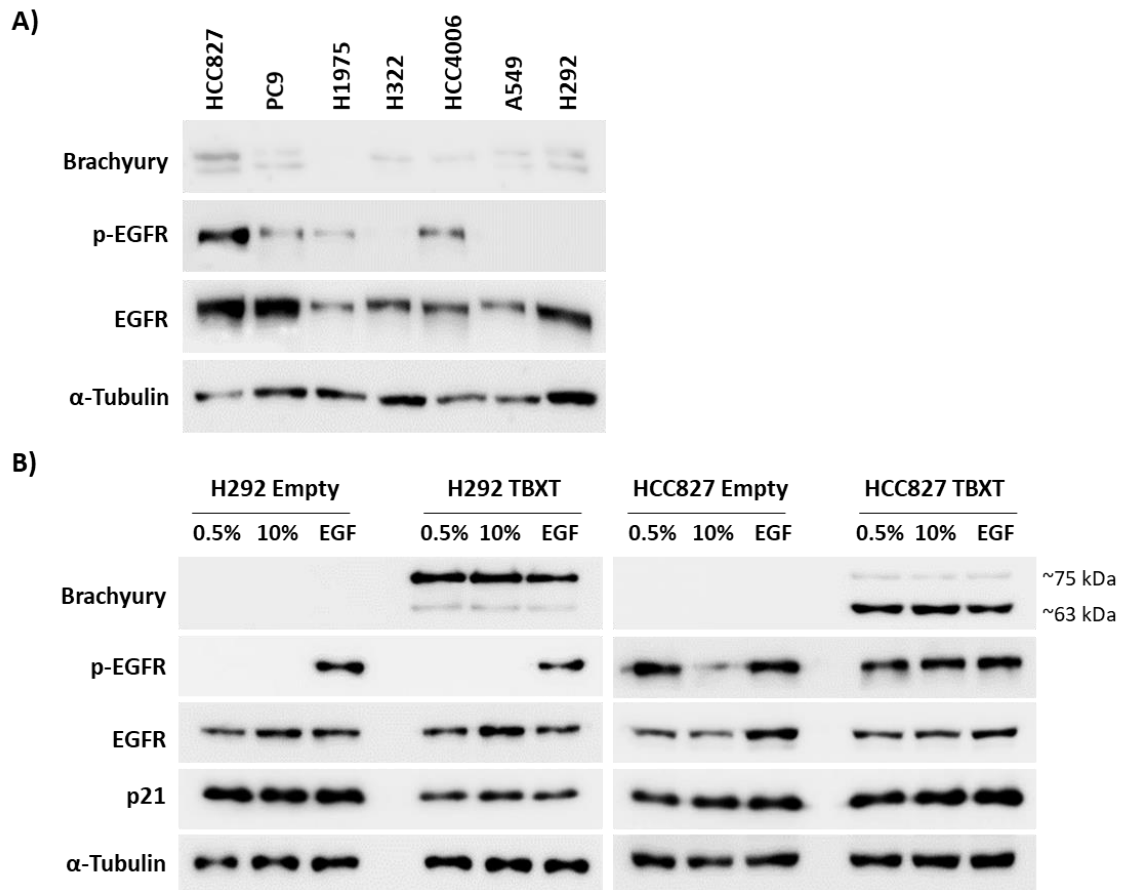 A)
HCC827 PC9 H1975 H322 HCC4006 A549 H292
Brachyury
p-EGFR
EGFR
α-Tubulin
B)
H292 Empty H292 TBXT HCC827 Empty HCC827 TBXT
0.5% 10% EGF 0.5% 10% EGF 0.5% 10% EGF 0.5% 10% EGF
Brachyury
~75 kDa
~63 kDa
p-EGFR
EGFR
p21
α-Tubulin